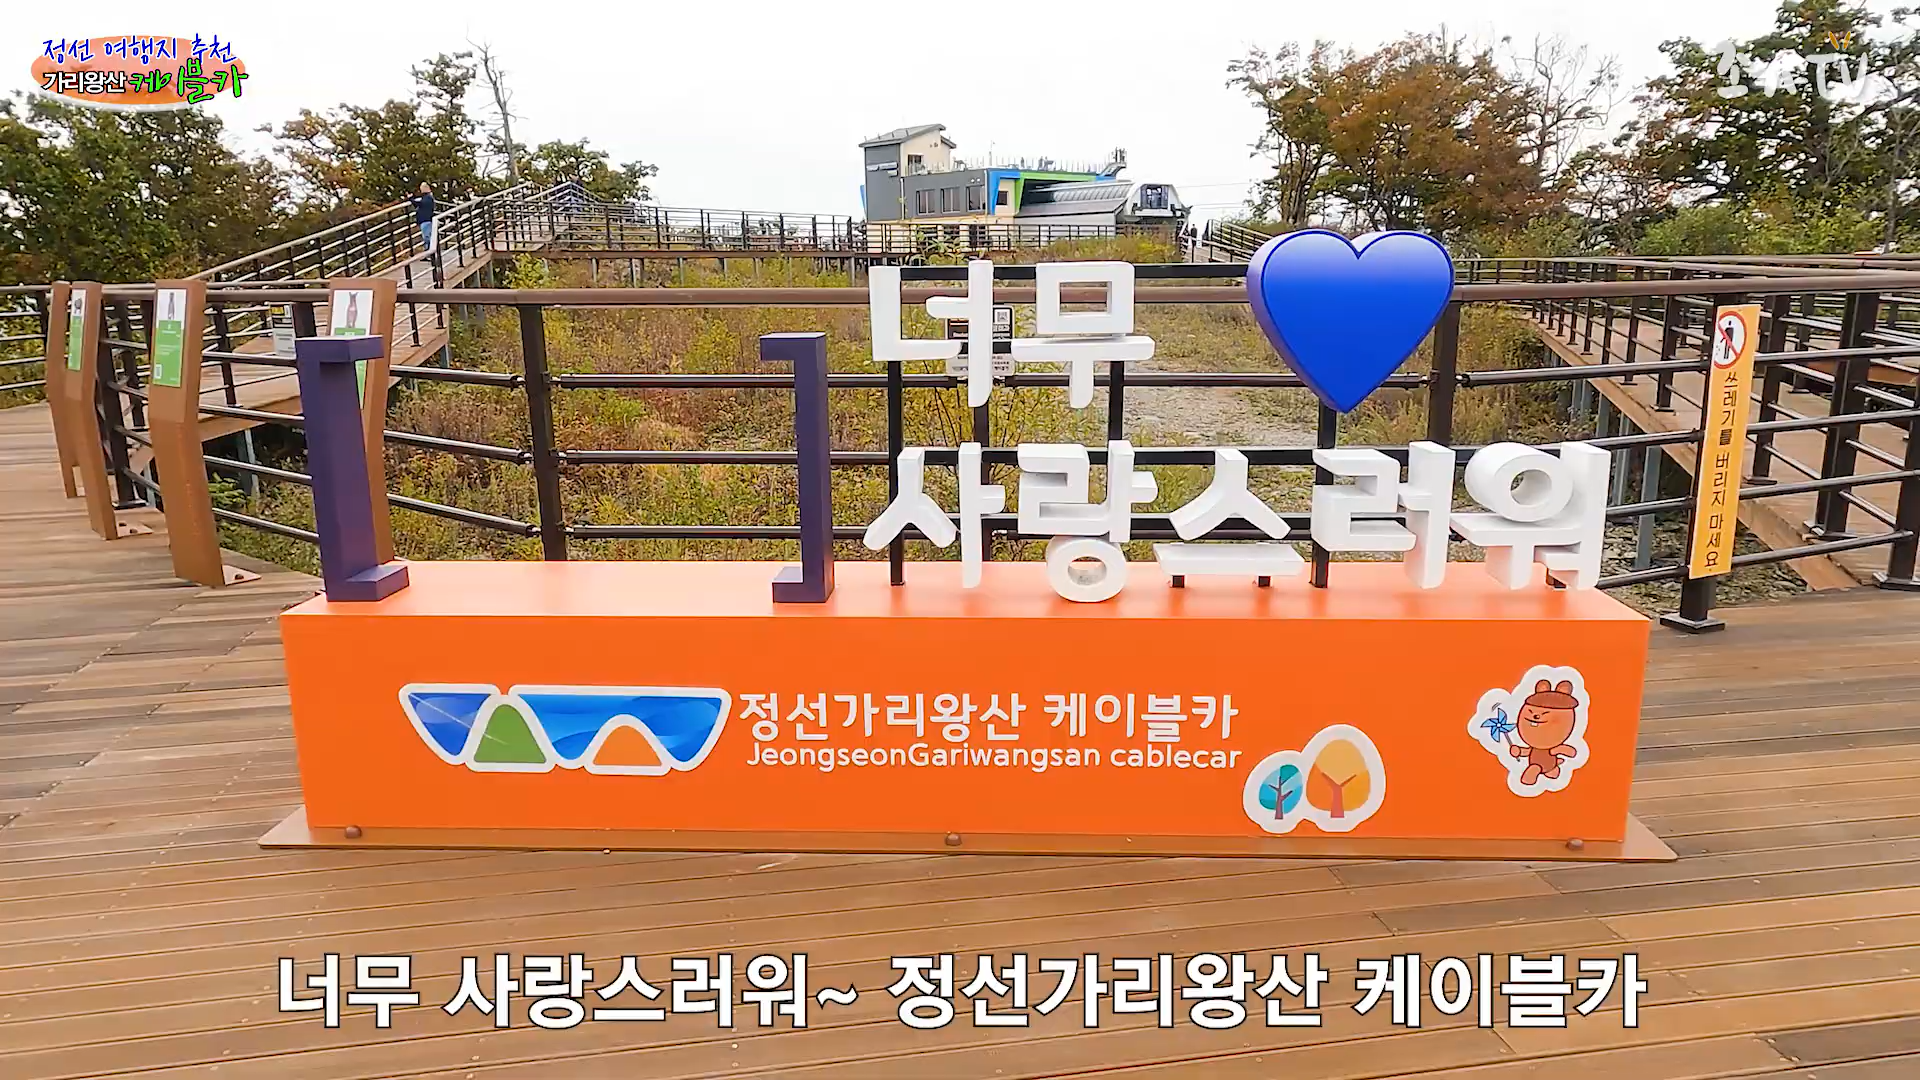 정선 여행지 추천
가리왕산 케이블카
TV
너무
사랑스러워
쓰레기를 버리지 마세요
정선가리왕산 케이블카
JeongseonGariwangsan cablecar
너무 사랑스러워~ 정선가리왕산 케이블카